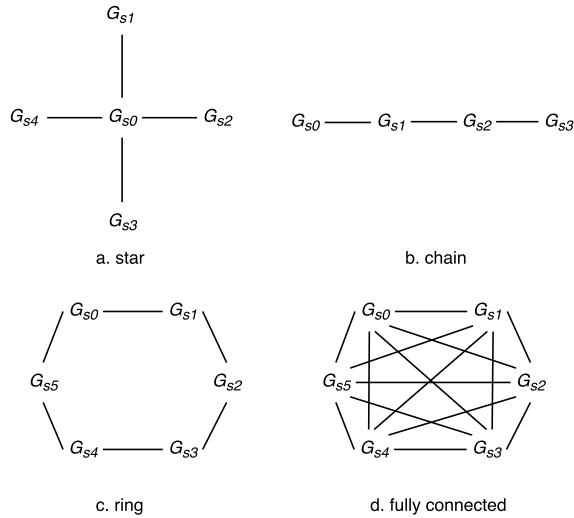 Gs1
Gs4 Gs0 Gs2
Gs3
a. star
Gs0 Gs1 Gs2 Gs3
b. chain
Gs0 Gs1
Gs5 Gs2
Gs4 Gs3
c. ring
Gs0 Gs1
Gs5 Gs2
Gs4 Gs3
d. fully connected